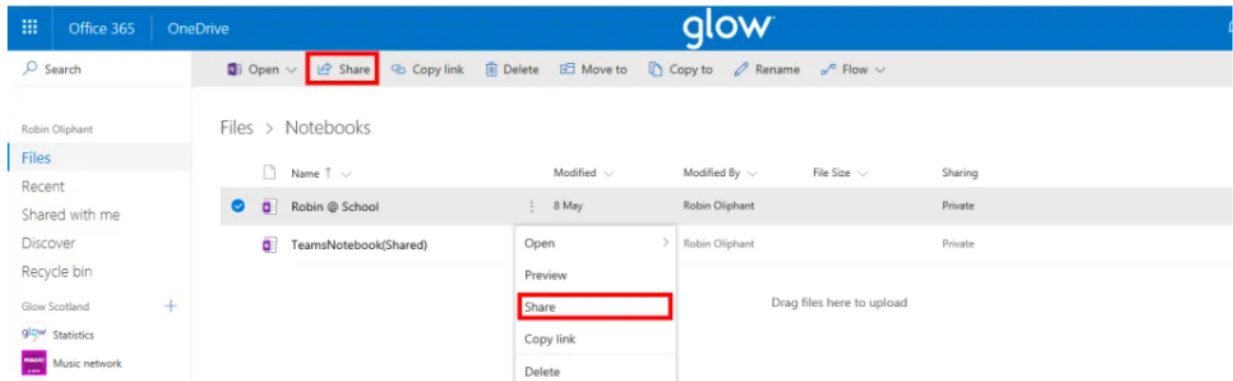 Office 365 OneDrive glow
Search Open Share Copy link Delete Move to Copy to Rename Flow
Robin Oliphant
Files > Notebooks
Files
Name ↑ Modified Modified By File Size Sharing
Recent
Robin @ School 8 May Robin Oliphant Private
Shared with me
Discover
TeamsNotebook(Shared) Robin Oliphant Private
Open >
Recycle bin
Preview
Glow Scotland +
Share
Drag files here to upload
glow Statistics
Copy link
Music network
Delete